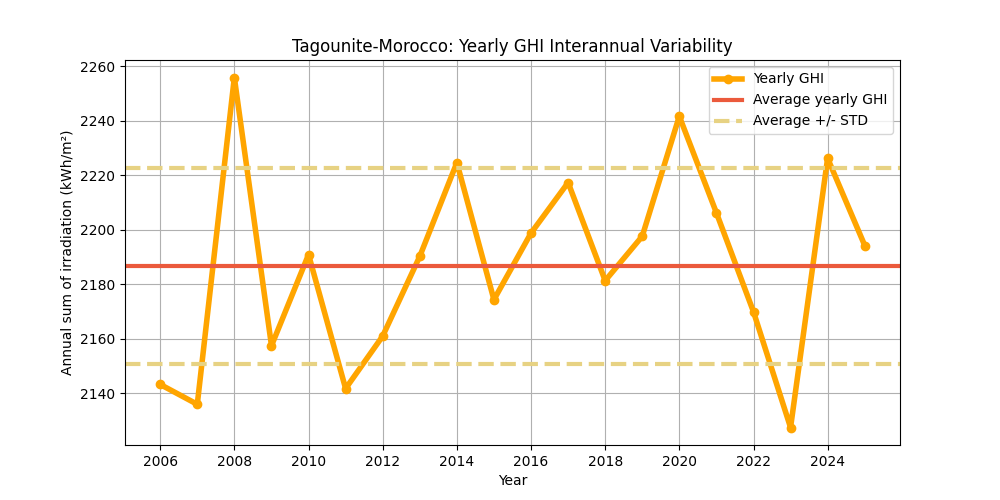 Tagounite-Morocco: Yearly GHI Interannual Variability
Yearly GHI
Average yearly GHI
Average +/- STD
Annual sum of irradiation (kWh/m²)
2260
2240
2220
2200
2180
2160
2140
2006 2008 2010 2012 2014 2016 2018 2020 2022 2024
Year